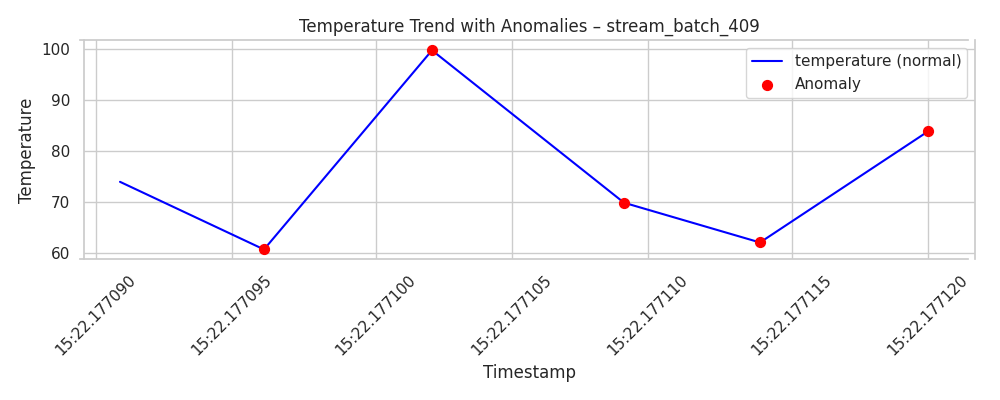 Temperature Trend with Anomalies – stream_batch_409
temperature (normal)
Anomaly
Temperature
100
90
80
70
60
15:22.177090
15:22.177095
15:22.177100
15:22.177105
15:22.177110
15:22.177115
15:22.177120
Timestamp